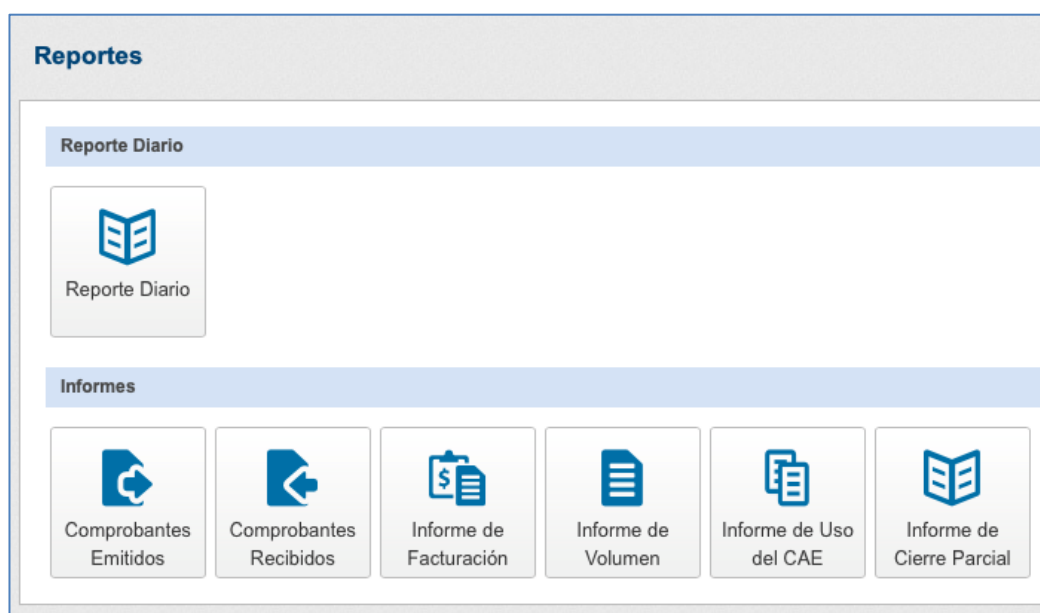 Reportes
Reporte Diario
Reporte Diario
Informes
Comprobantes
Emitidos
Comprobantes
Recibidos
$
Informe de
Facturación
Informe de
Volumen
Informe de Uso
del CAE
Informe de
Cierre Parcial